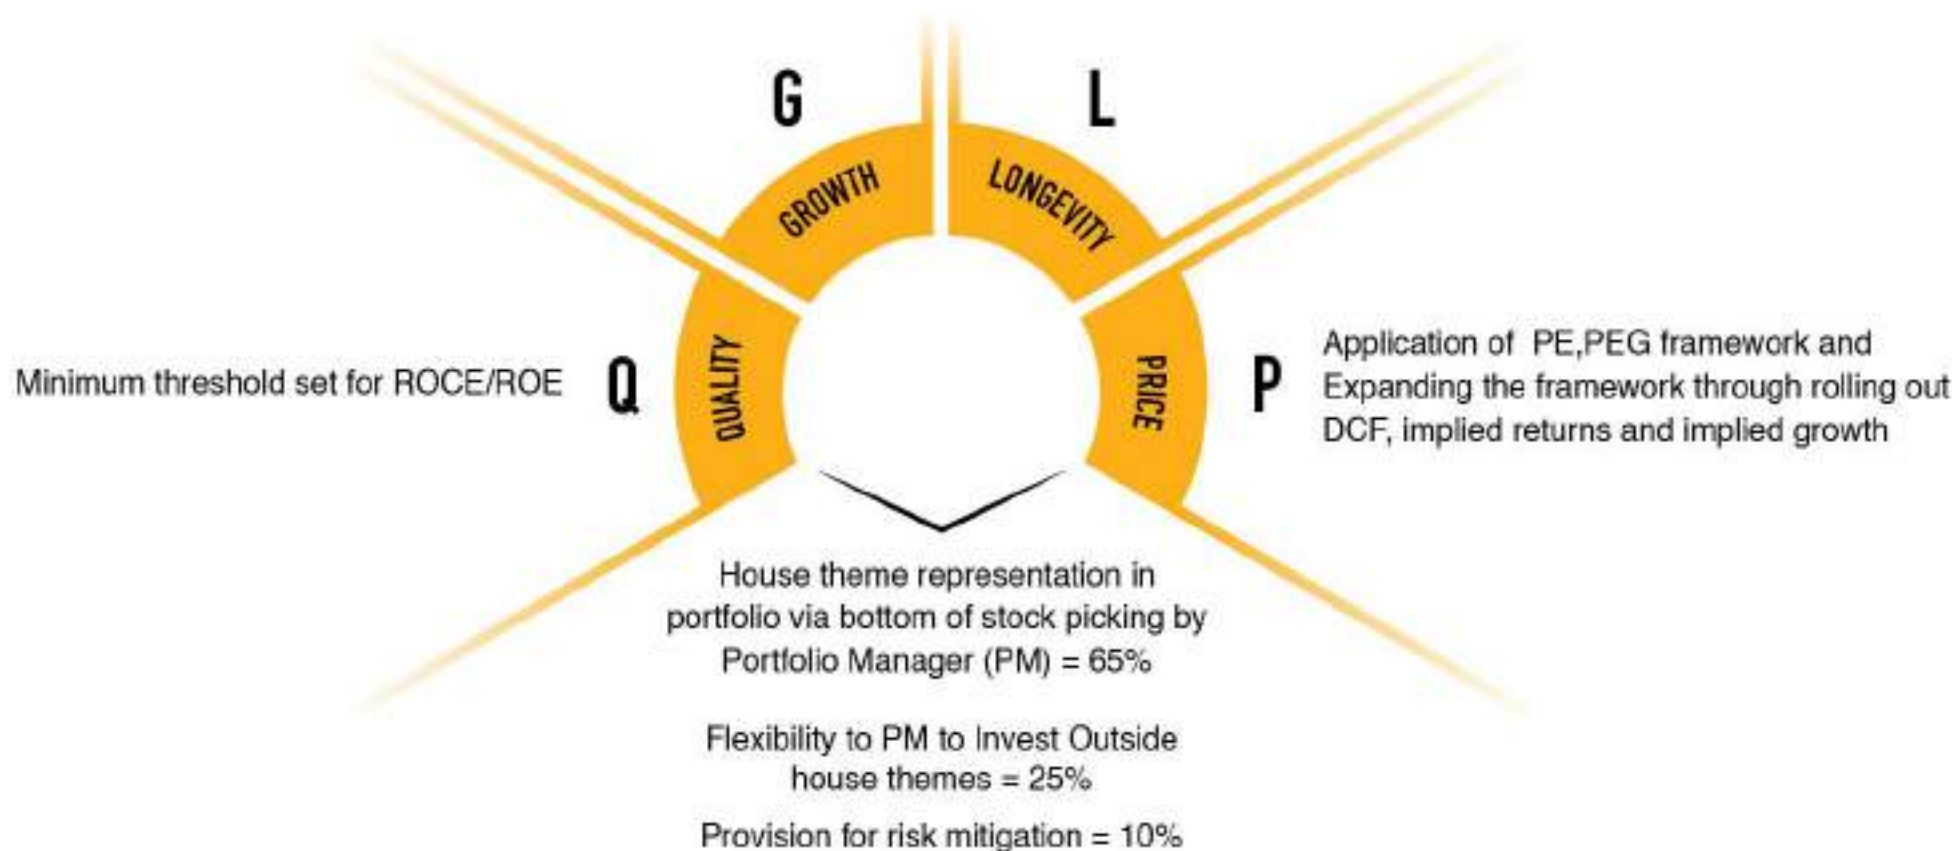 G
L
GROWTH
LONGEVITY
Minimum threshold set for ROCE/ROE
Q
QUALITY
PRICE
P
Application of PE,PEG framework and
Expanding the framework through rolling out
DCF, implied returns and implied growth
House theme representation in
portfolio via bottom of stock picking by
Portfolio Manager (PM) = 65%
Flexibility to PM to Invest Outside
house themes = 25%
Provision for risk mitigation = 10%